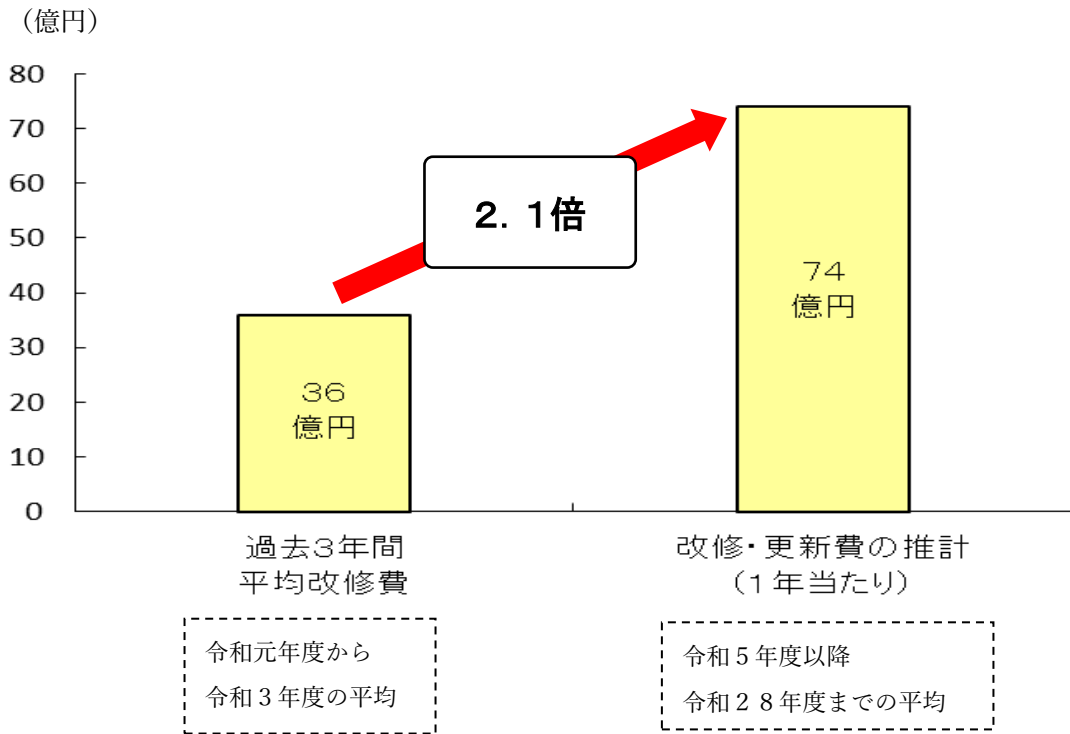 （億円）
80
70
60
50
40
30
20
10
0
2．1倍
36
億円
74
億円
過去3年間
平均改修費
改修・更新費の推計
（1年当たり）
令和元年度から
令和３年度の平均
令和５年度以降
令和２８年度までの平均